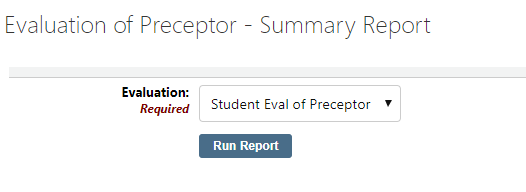 Evaluation of Preceptor - Summary Report
Evaluation: Student Eval of Preceptor
Required
Run Report